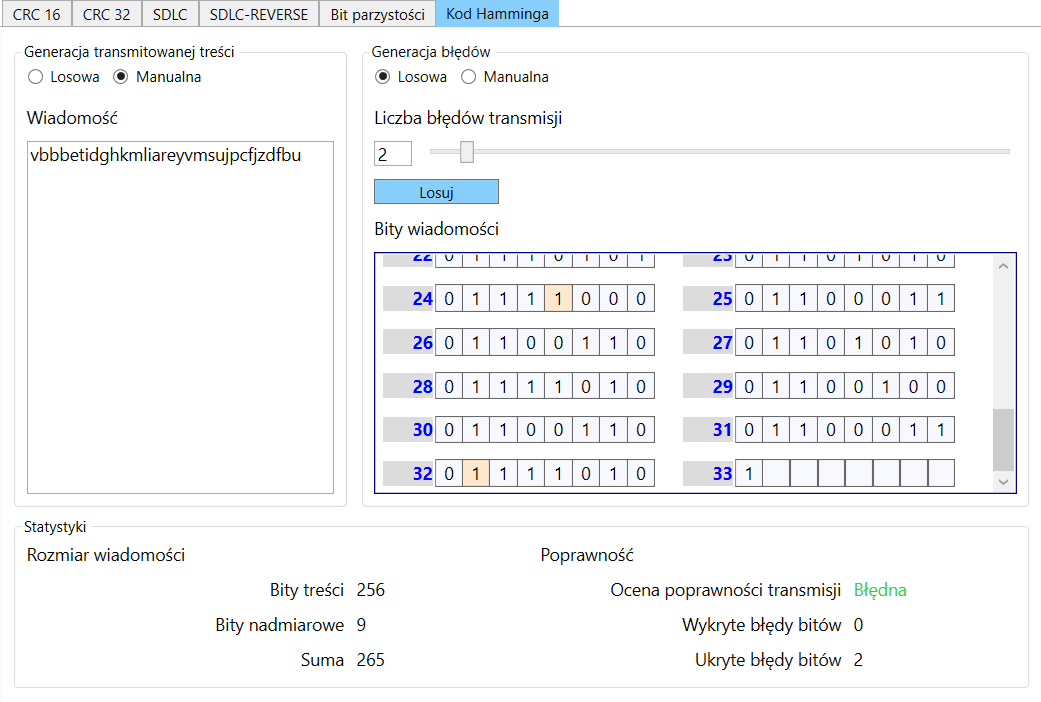 CRC 16 CRC 32 SDLC SDLC-REVERSE Bit parzystości Kod Hamminga
Generacja transmitowanej treści
Losowa Manualna
Wiadomość
vbbbetidghkmliareyvmsujpcfjzdfbu
Generacja błędów
Losowa Manualna
Liczba błędów transmisji
2
Losuj
Bity wiadomości
22 0 1 1 1 0 1 0 1 23 0 1 1 0 1 0 1 0
24 0 1 1 1 1 0 0 0 25 0 1 1 0 0 0 1 1
26 0 1 1 0 0 1 1 0 27 0 1 1 0 1 0 1 0
28 0 1 1 1 1 0 1 0 29 0 1 1 0 0 1 0 0
30 0 1 1 0 0 1 1 0 31 0 1 1 0 0 0 1 1
32 0 1 1 1 1 0 1 0 33 1
Statystyki
Rozmiar wiadomości
Bity treści 256
Bity nadmiarowe 9
Suma 265
Poprawność
Ocena poprawności transmisji Błędna
Wykryte błędy bitów 0
Ukryte błędy bitów 2